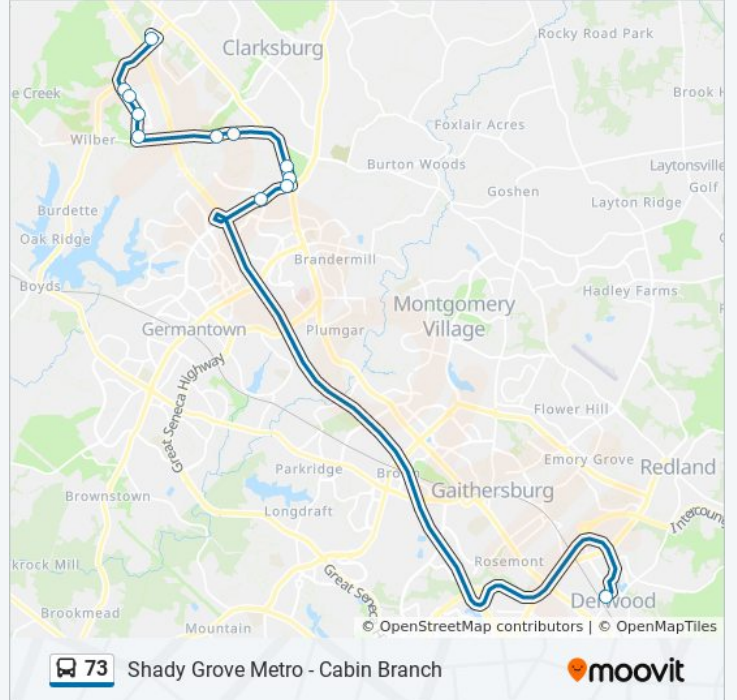 Clarksburg
Rocky Road Park
e Creek
Brook H
Wilber
Foxlair Acres
Burton Woods
Laytonsville
Golf
Goshen
Layton Ridge
Burdette
Oak Ridge
Brandermill
Boyds
Hadley Farms
Montgomery
Village
Germantown
Plumgar
Great Seneca Highway
Flower Hill
Emory Grove
Redland
Parkridge
Gaithersburg
Brownstown
Longdraft
Intercoun
krock Mill
Rosemont
Great Senec
Derwood
Brookmead
Mountain
© OpenStreetMap contributors | © OpenMapTiles
73 Shady Grove Metro - Cabin Branch
moovit